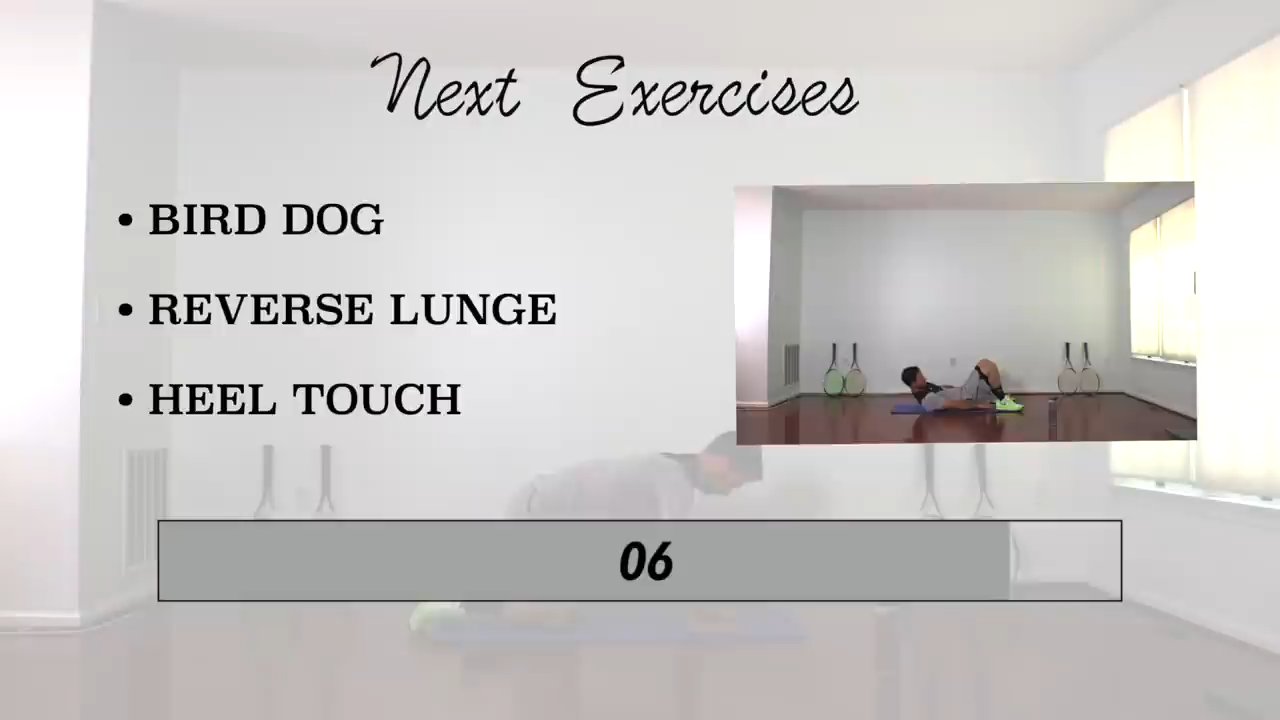 Next Exercises
• BIRD DOG
• REVERSE LUNGE
• HEEL TOUCH
06